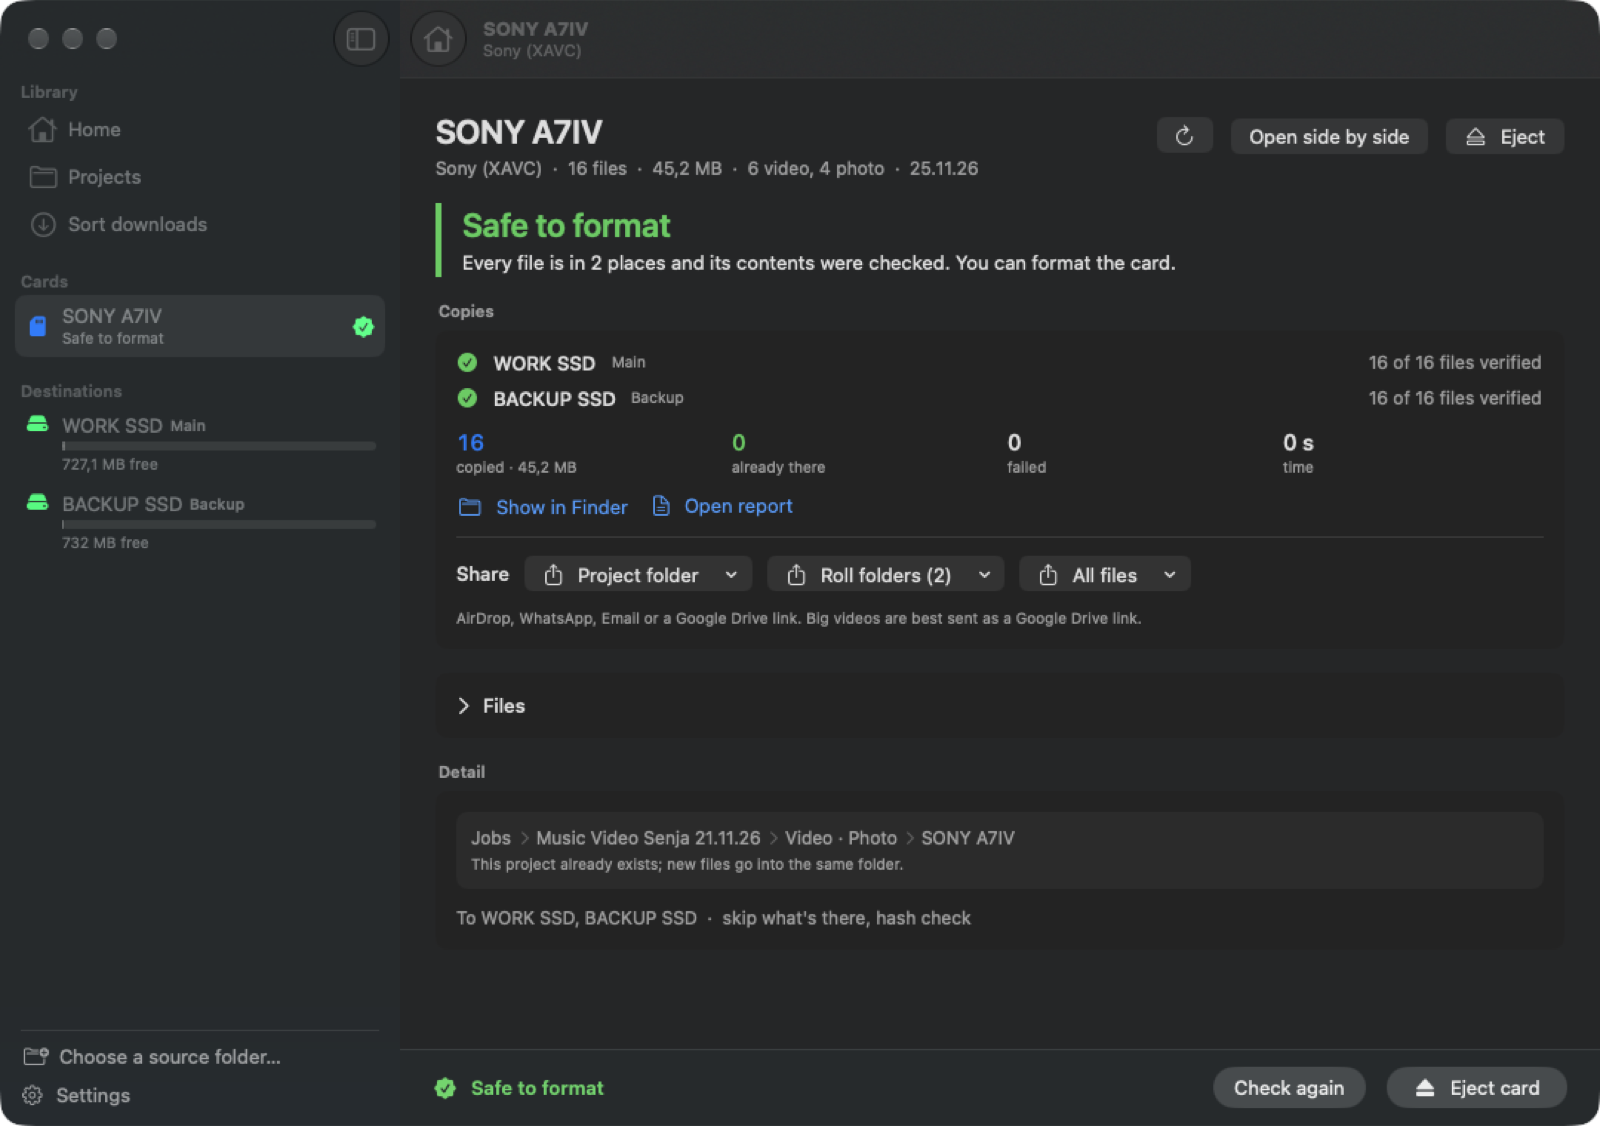 SONY A7IV
Sony (XAVC)
Library
Home
Projects
Sort downloads
Cards
SONY A7IV
Safe to format
Destinations
WORK SSD Main
727,1 MB free
BACKUP SSD Backup
732 MB free
Choose a source folder...
Settings
SONY A7IV
Sony (XAVC) · 16 files · 45,2 MB · 6 video, 4 photo · 25.11.26
Open side by side
Eject
Safe to format
Every file is in 2 places and its contents were checked. You can format the card.
Copies
WORK SSD Main 16 of 16 files verified
BACKUP SSD Backup 16 of 16 files verified
16 0 0 0 s
copied · 45,2 MB already there failed time
Show in Finder Open report
Share Project folder Roll folders (2) All files
AirDrop, WhatsApp, Email or a Google Drive link. Big videos are best sent as a Google Drive link.
Files
Detail
Jobs > Music Video Senja 21.11.26 > Video · Photo > SONY A7IV
This project already exists; new files go into the same folder.
To WORK SSD, BACKUP SSD · skip what's there, hash check
Safe to format
Check again
Eject card